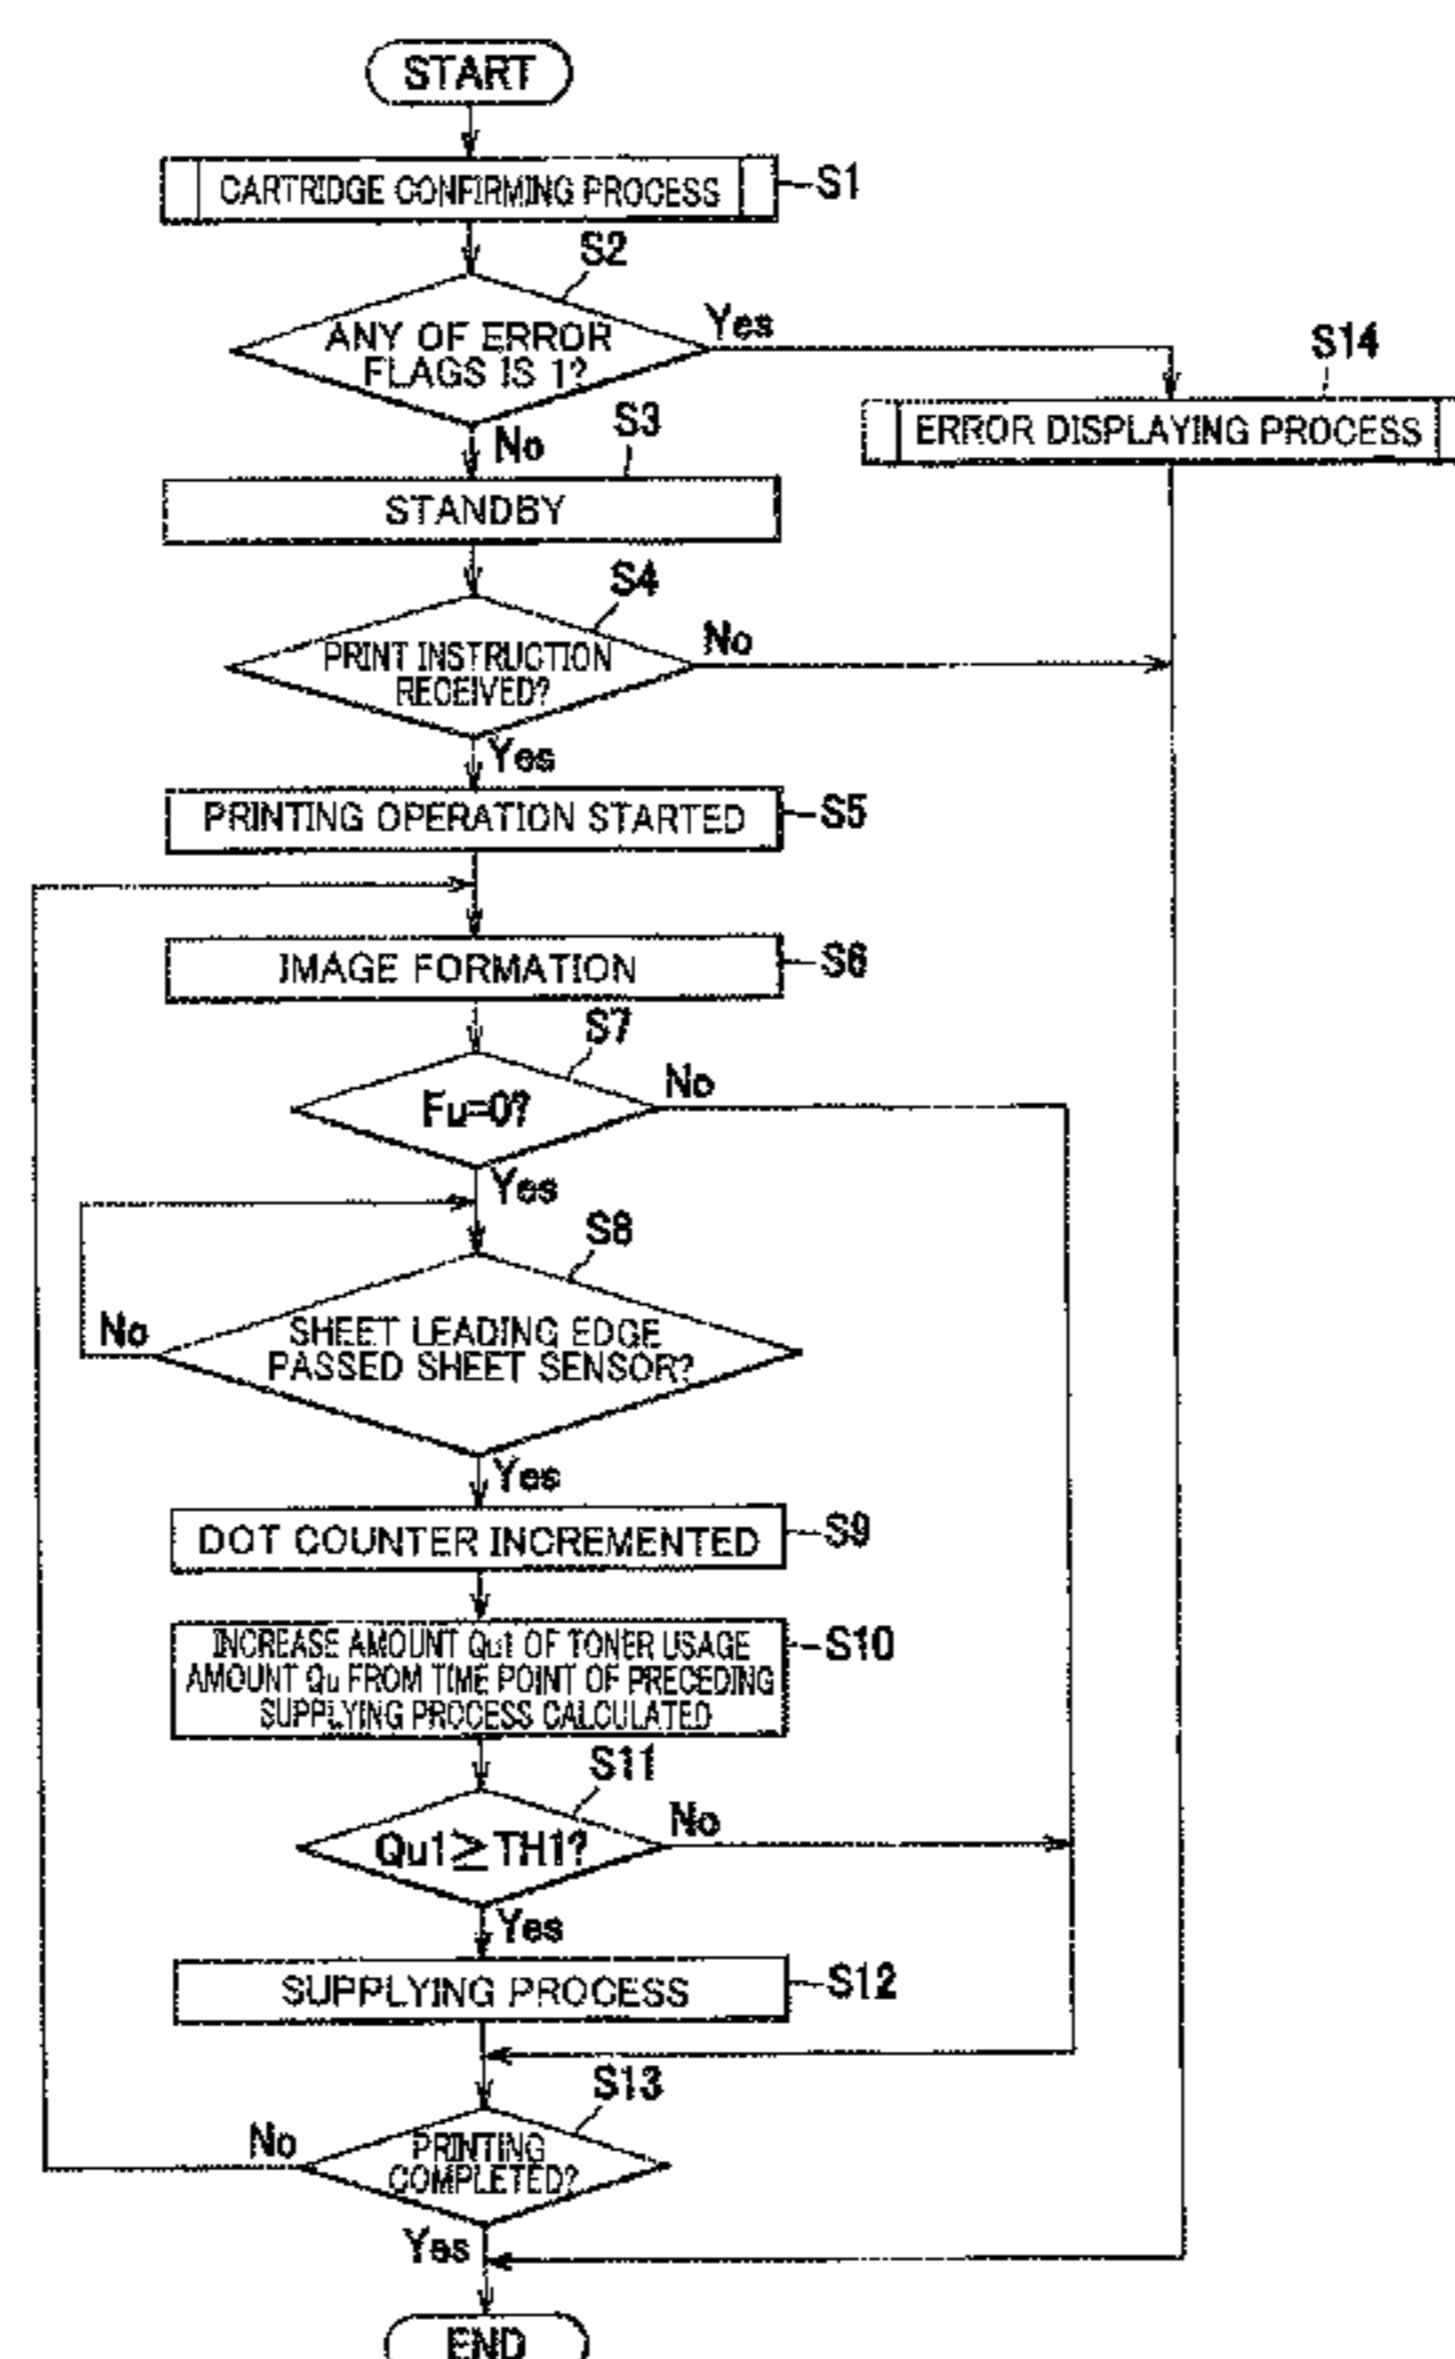 START
CARTRIDGE CONFIRMING PROCESS
S1
S2
ANY OF ERROR
FLAGS IS 1?
Yes
No
S14
ERROR DISPLAYING PROCESS
S3
STANDBY
S4
PRINT INSTRUCTION
RECEIVED?
No
Yes
PRINTING OPERATION STARTED
S5
IMAGE FORMATION
S6
S7
Fu=0?
No
Yes
S8
SHEET LEADING EDGE
PASSED SHEET SENSOR?
No
Yes
DOT COUNTER INCREMENTED
S9
INCREASE AMOUNT Qu1 OF TONER USAGE
AMOUNT Qu FROM TIME POINT OF PRECEDING
SUPPLYING PROCESS CALCULATED
S10
S11
Qu1≧TH1?
No
Yes
SUPPLYING PROCESS
S12
S13
PRINTING
COMPLETED?
No
Yes
END